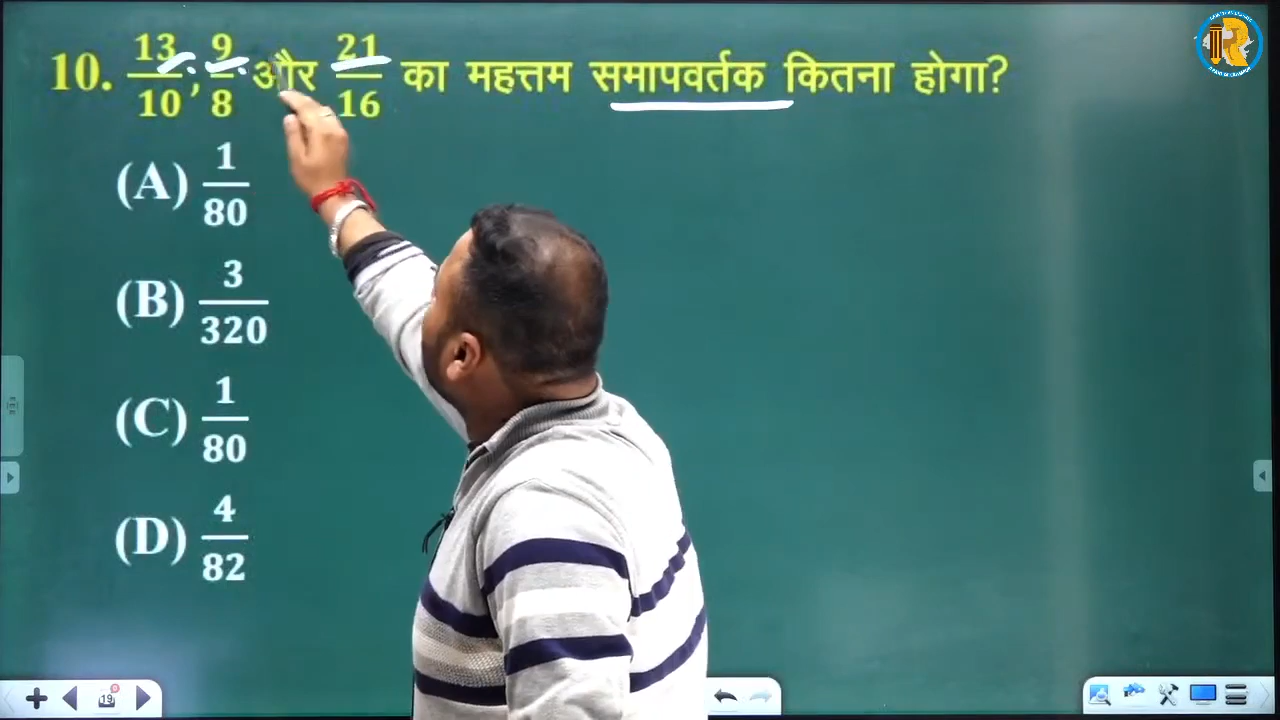 10. 13/10, 9/8 और 21/16 का महत्तम समापवर्तक कितना होगा?
(A) 1/80
(B) 3/320
(C) 1/80
(D) 4/82
19